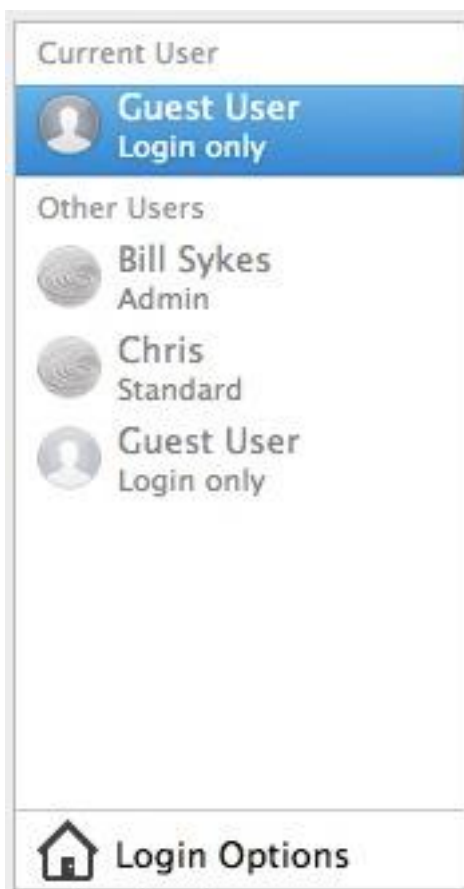 Current User
Guest User
Login only
Other Users
Bill Sykes
Admin
Chris
Standard
Guest User
Login only
Login Options